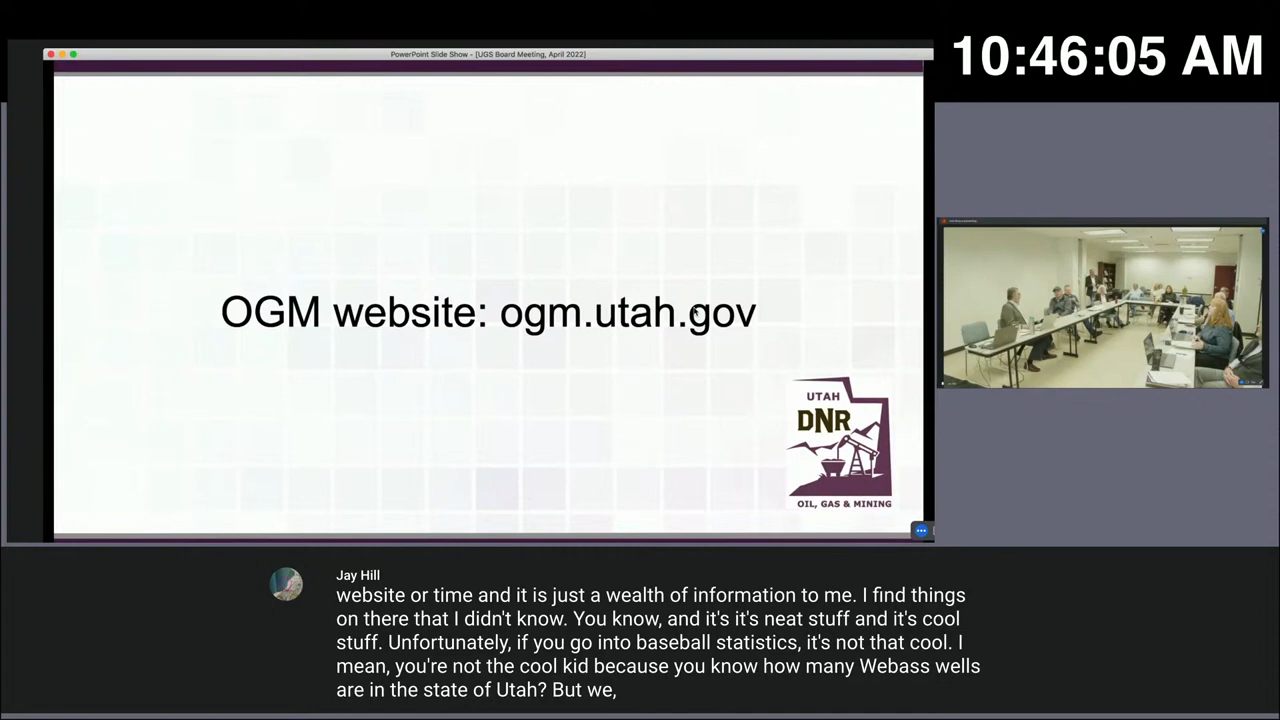 PowerPoint Slide Show - [UGS Board Meeting, April 2022]
10:46:05 AM
OGM website: ogm.utah.gov
UTAH
DNR
OIL, GAS & MINING
Jay Hill
website or time and it is just a wealth of information to me. I find things
on there that I didn't know. You know, and it's it's neat stuff and it's cool
stuff. Unfortunately, if you go into baseball statistics, it's not that cool. I
mean, you're not the cool kid because you know how many Webass wells
are in the state of Utah? But we,